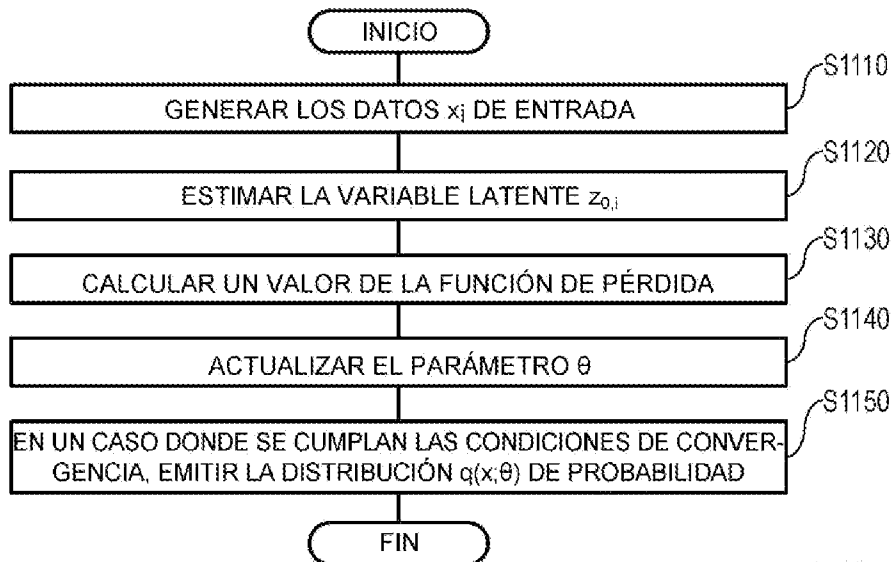 INICIO
S1110
GENERAR LOS DATOS xᵢ DE ENTRADA
S1120
ESTIMAR LA VARIABLE LATENTE z₀,ᵢ
S1130
CALCULAR UN VALOR DE LA FUNCIÓN DE PÉRDIDA
S1140
ACTUALIZAR EL PARÁMETRO θ
S1150
EN UN CASO DONDE SE CUMPLAN LAS CONDICIONES DE CONVER-
GENCIA, EMITIR LA DISTRIBUCIÓN q(x;θ) DE PROBABILIDAD
FIN